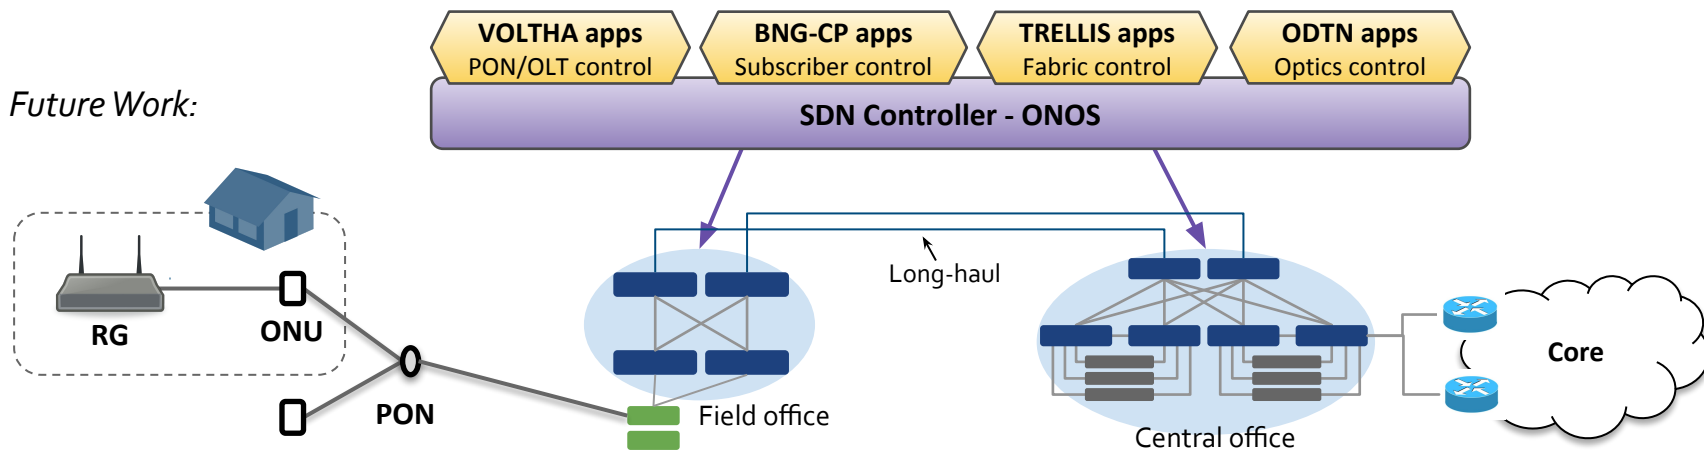 VOLTHA apps
PON/OLT control
BNG-CP apps
Subscriber control
TRELLIS apps
Fabric control
ODTN apps
Optics control
SDN Controller - ONOS
Future Work:
Long-haul
RG
ONU
PON
Field office
Central office
Core